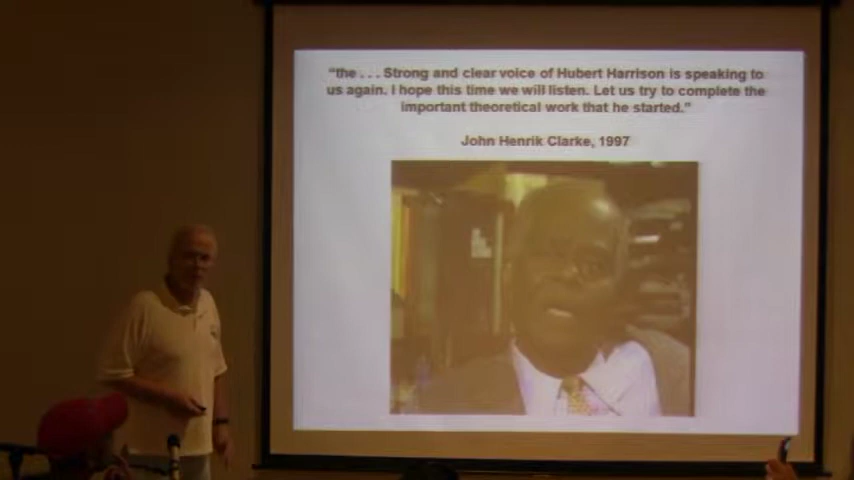 “the . . . Strong and clear voice of Hubert Harrison is speaking to
us again. I hope this time we will listen. Let us try to complete the
important theoretical work that he started.”
John Henrik Clarke, 1997